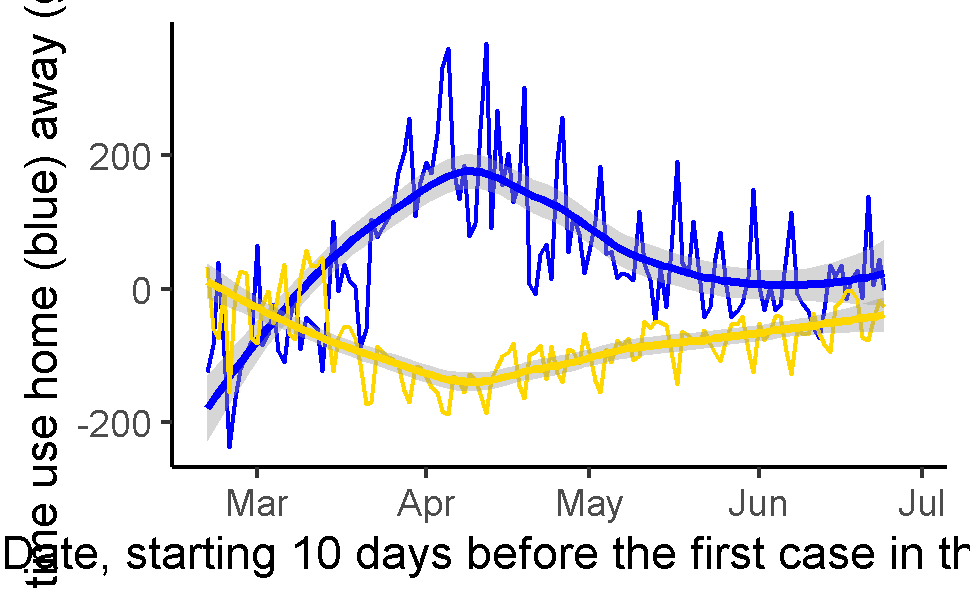 time use home (blue) away (
200
0
-200
Mar Apr May Jun Jul
Date, starting 10 days before the first case in th